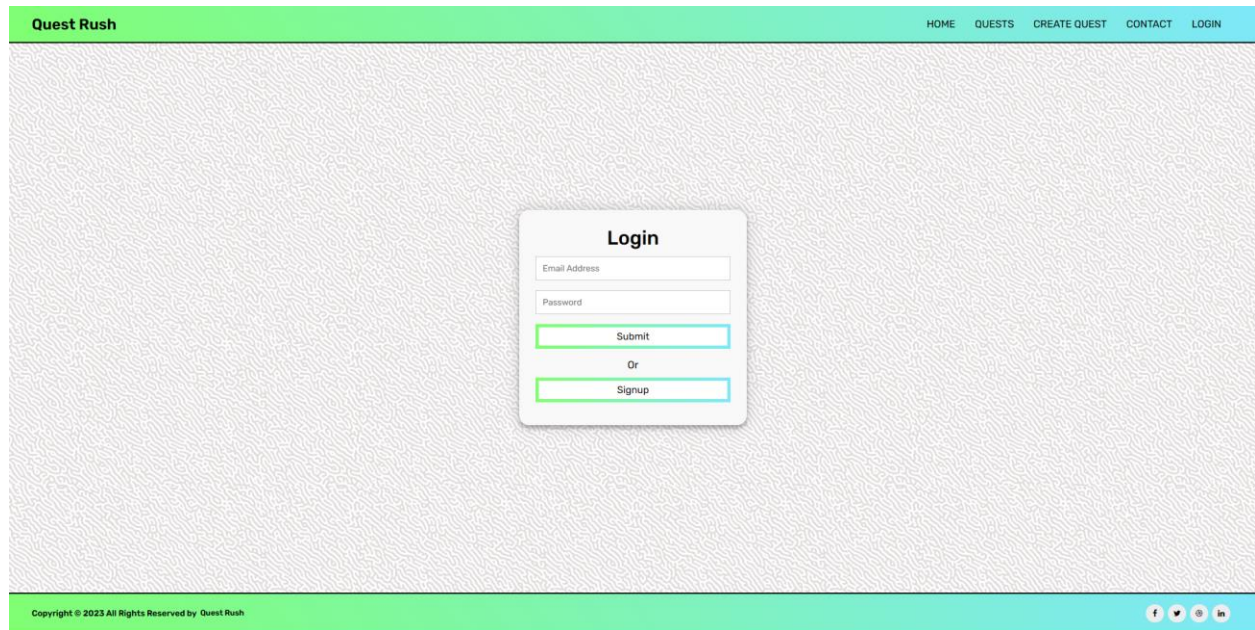 Quest Rush
HOME QUESTS CREATE QUEST CONTACT LOGIN
Login
Email Address
Password
Submit
Or
Signup
Copyright © 2023 All Rights Reserved by Quest Rush